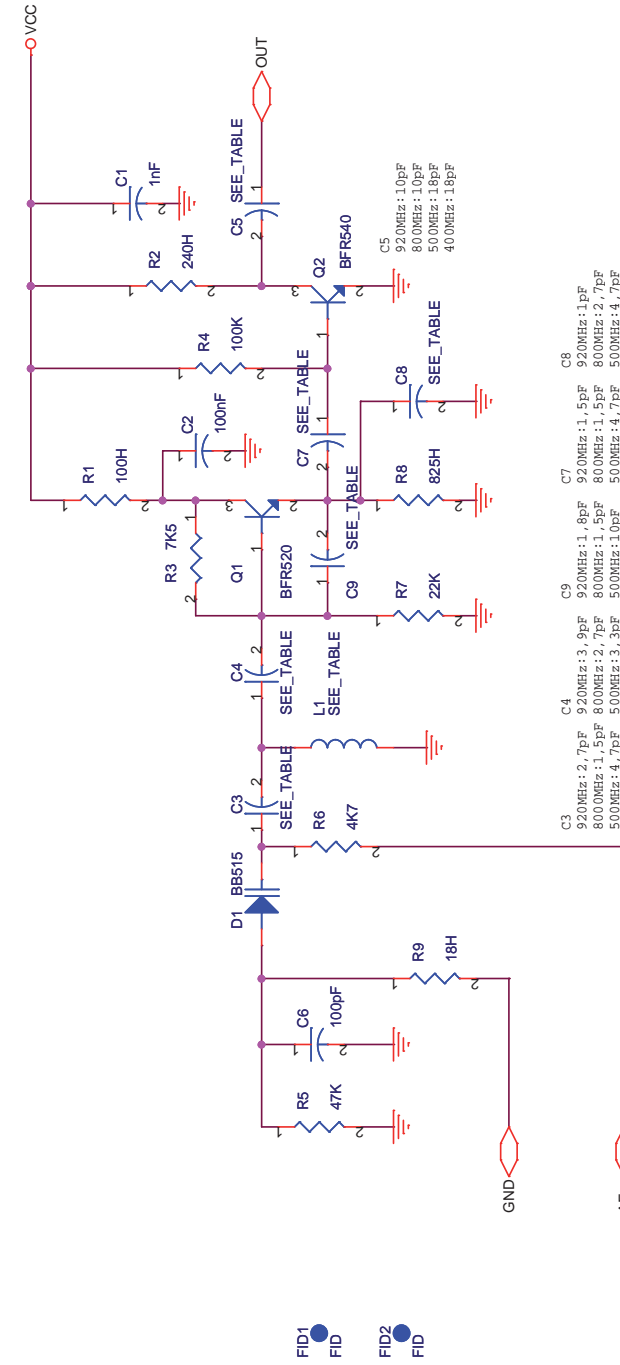 VCC
OUT
C1
1nF
SEE_TABLE
C5
R2
240H
Q2
BFR540
C5
920MHz:10pF
800MHz:10pF
500MHz:18pF
400MHz:18pF
R4
100K
C2
100nF
SEE_TABLE
C7
C8
SEE_TABLE
R1
100H
R3
7K5
Q1
BFR520
SEE_TABLE
C9
R8
825H
R7
22K
C4
SEE_TABLE
L1
SEE_TABLE
C3
SEE_TABLE
R6
4K7
D1
BB515
R9
18H
C6
100pF
R5
47K
GND
C3
920MHz:2,7pF
800MHz:1,5pF
500MHz:4,7pF
C4
920MHz:3,9pF
800MHz:2,7pF
500MHz:3,3pF
C9
920MHz:1,8pF
800MHz:1,5pF
500MHz:10pF
C7
920MHz:1,5pF
800MHz:1,5pF
500MHz:4,7pF
C8
920MHz:1pF
800MHz:2,7pF
500MHz:4,7pF
FID1
FID
FID2
FID